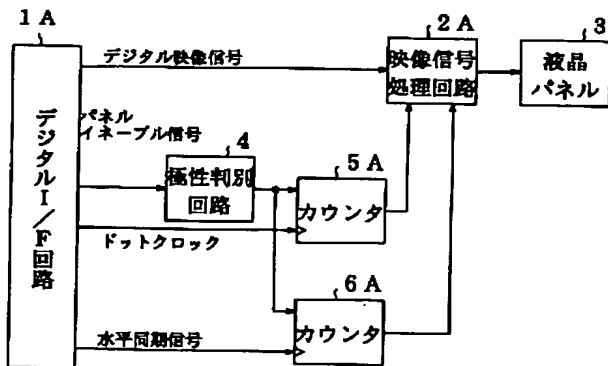 1A
デジタルI/F回路
デジタル映像信号
2A
映像信号
処理回路
3
液晶
パネル
パネル
イネーブル信号
4
極性判別
回路
5A
カウンタ
ドットクロック
6A
カウンタ
水平同期信号